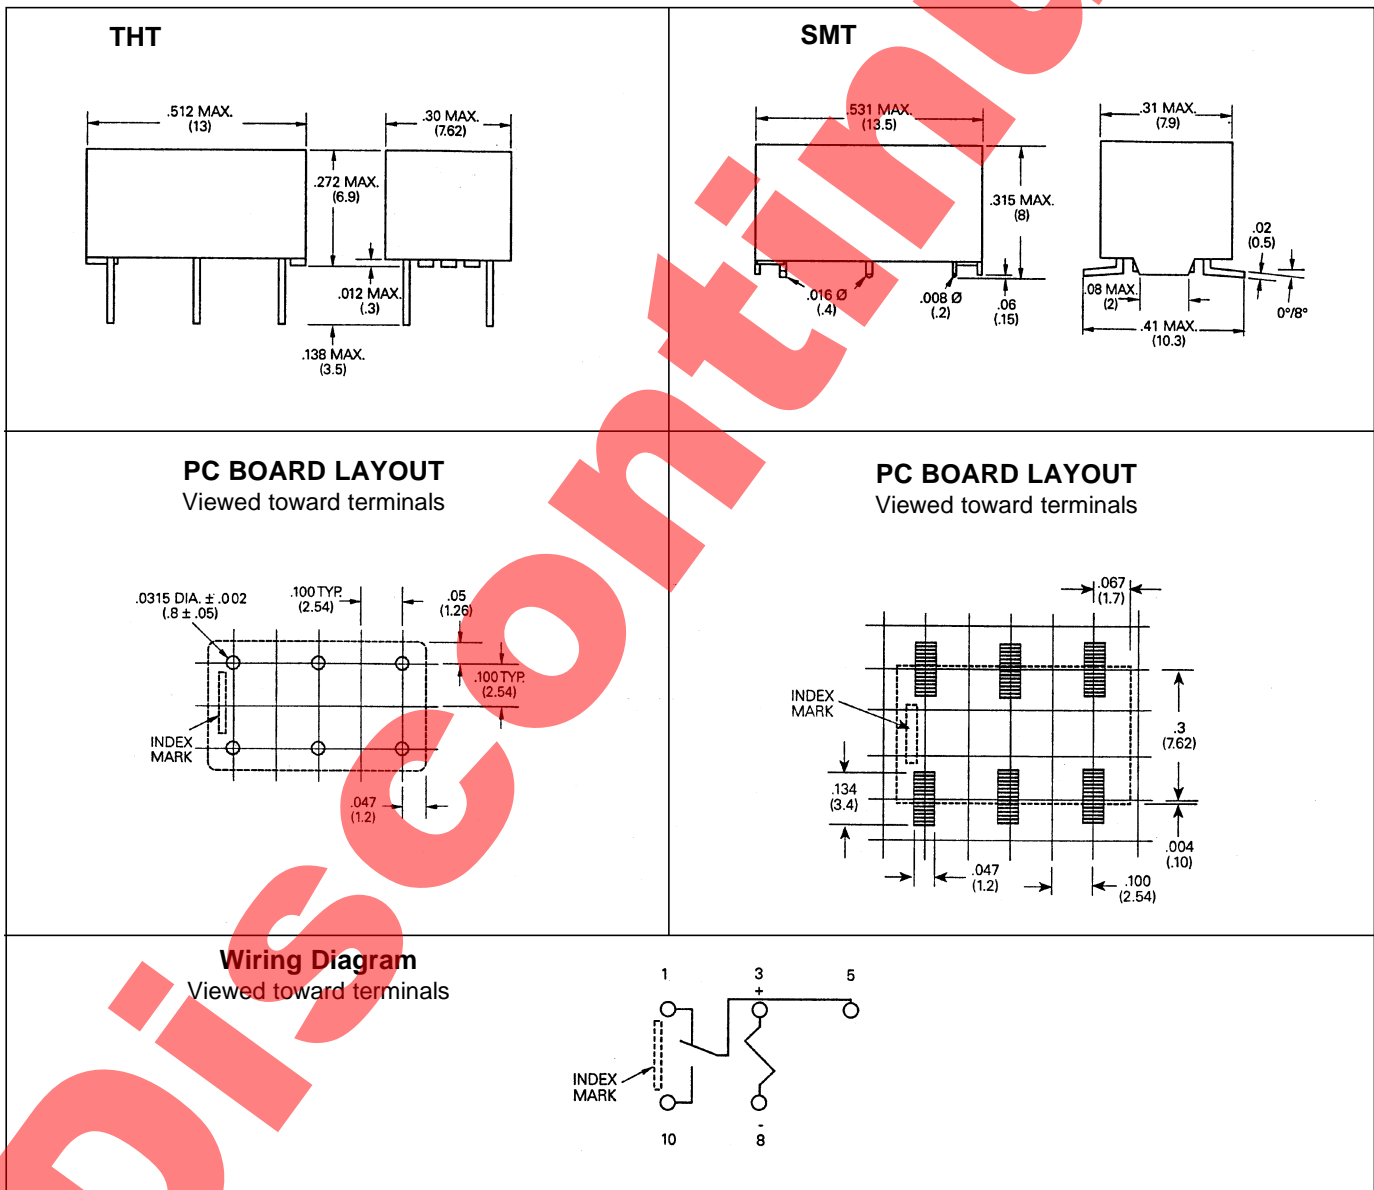 THT
.512 MAX.
(13)
.30 MAX.
(7.62)
.272 MAX.
(6.9)
.012 MAX.
(.3)
.138 MAX.
(3.5)
SMT
.531 MAX.
(13.5)
.31 MAX.
(7.9)
.315 MAX.
(8)
.02
(0.5)
.016 Ø
(.4)
.008 Ø
(.2)
.06
(.15)
.08 MAX.
(2)
0°/8°
.41 MAX.
(10.3)
PC BOARD LAYOUT
Viewed toward terminals
.0315 DIA. ± .002
(.8 ± .05)
.100 TYP.
(2.54)
.05
(1.26)
.100 TYP.
(2.54)
INDEX
MARK
.047
(1.2)
PC BOARD LAYOUT
Viewed toward terminals
.067
(1.7)
INDEX
MARK
.3
(7.62)
.134
(3.4)
.004
(.10)
.047
(1.2)
.100
(2.54)
Wiring Diagram
Viewed toward terminals
1
3
5
+
INDEX
MARK
10
-
8
Discontinu